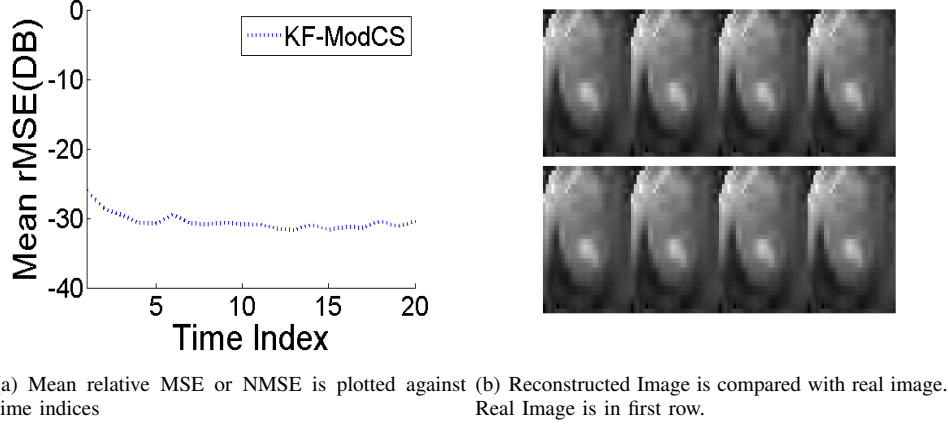 0
-10
-20
-30
-40
Mean rMSE(DB)
KF-ModCS
5 10 15 20
Time Index
a) Mean relative MSE or NMSE is plotted against
ime indices
(b) Reconstructed Image is compared with real image.
Real Image is in first row.